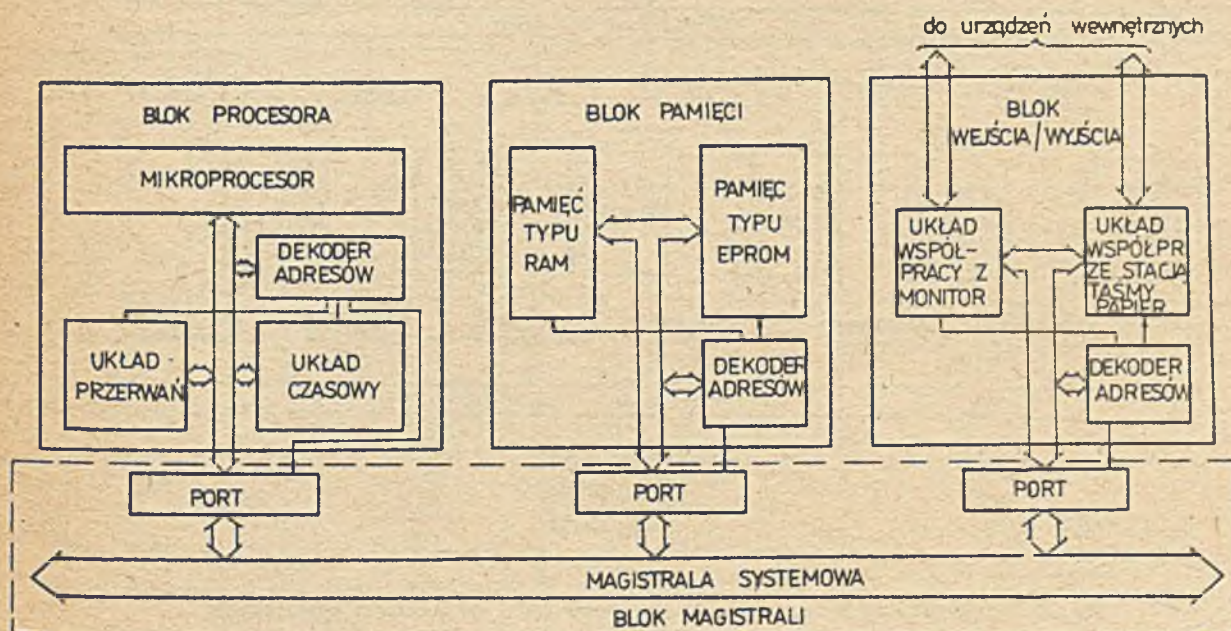 do urządzeń wewnętrznych
BLOK PROCESORA
MIKROPROCESOR
DEKODER
ADRESÓW
UKŁAD
PRZERWAŃ
UKŁAD
CZASOWY
BLOK PAMIĘCI
PAMIĘĆ
TYPU
RAM
PAMIĘC
TYPU
EPROM
DEKODER
ADRESÓW
BLOK
WEJŚCIA/WYJŚCIA
UKŁAD
WSPÓŁ-
PRACY Z
MONITOR
UKŁAD
WSPÓŁPR
ZE STACJĄ
TAŚMY
PAPIER.
DEKODER
ADRESÓW
PORT
PORT
PORT
MAGISTRALA SYSTEMOWA
BLOK MAGISTRALI